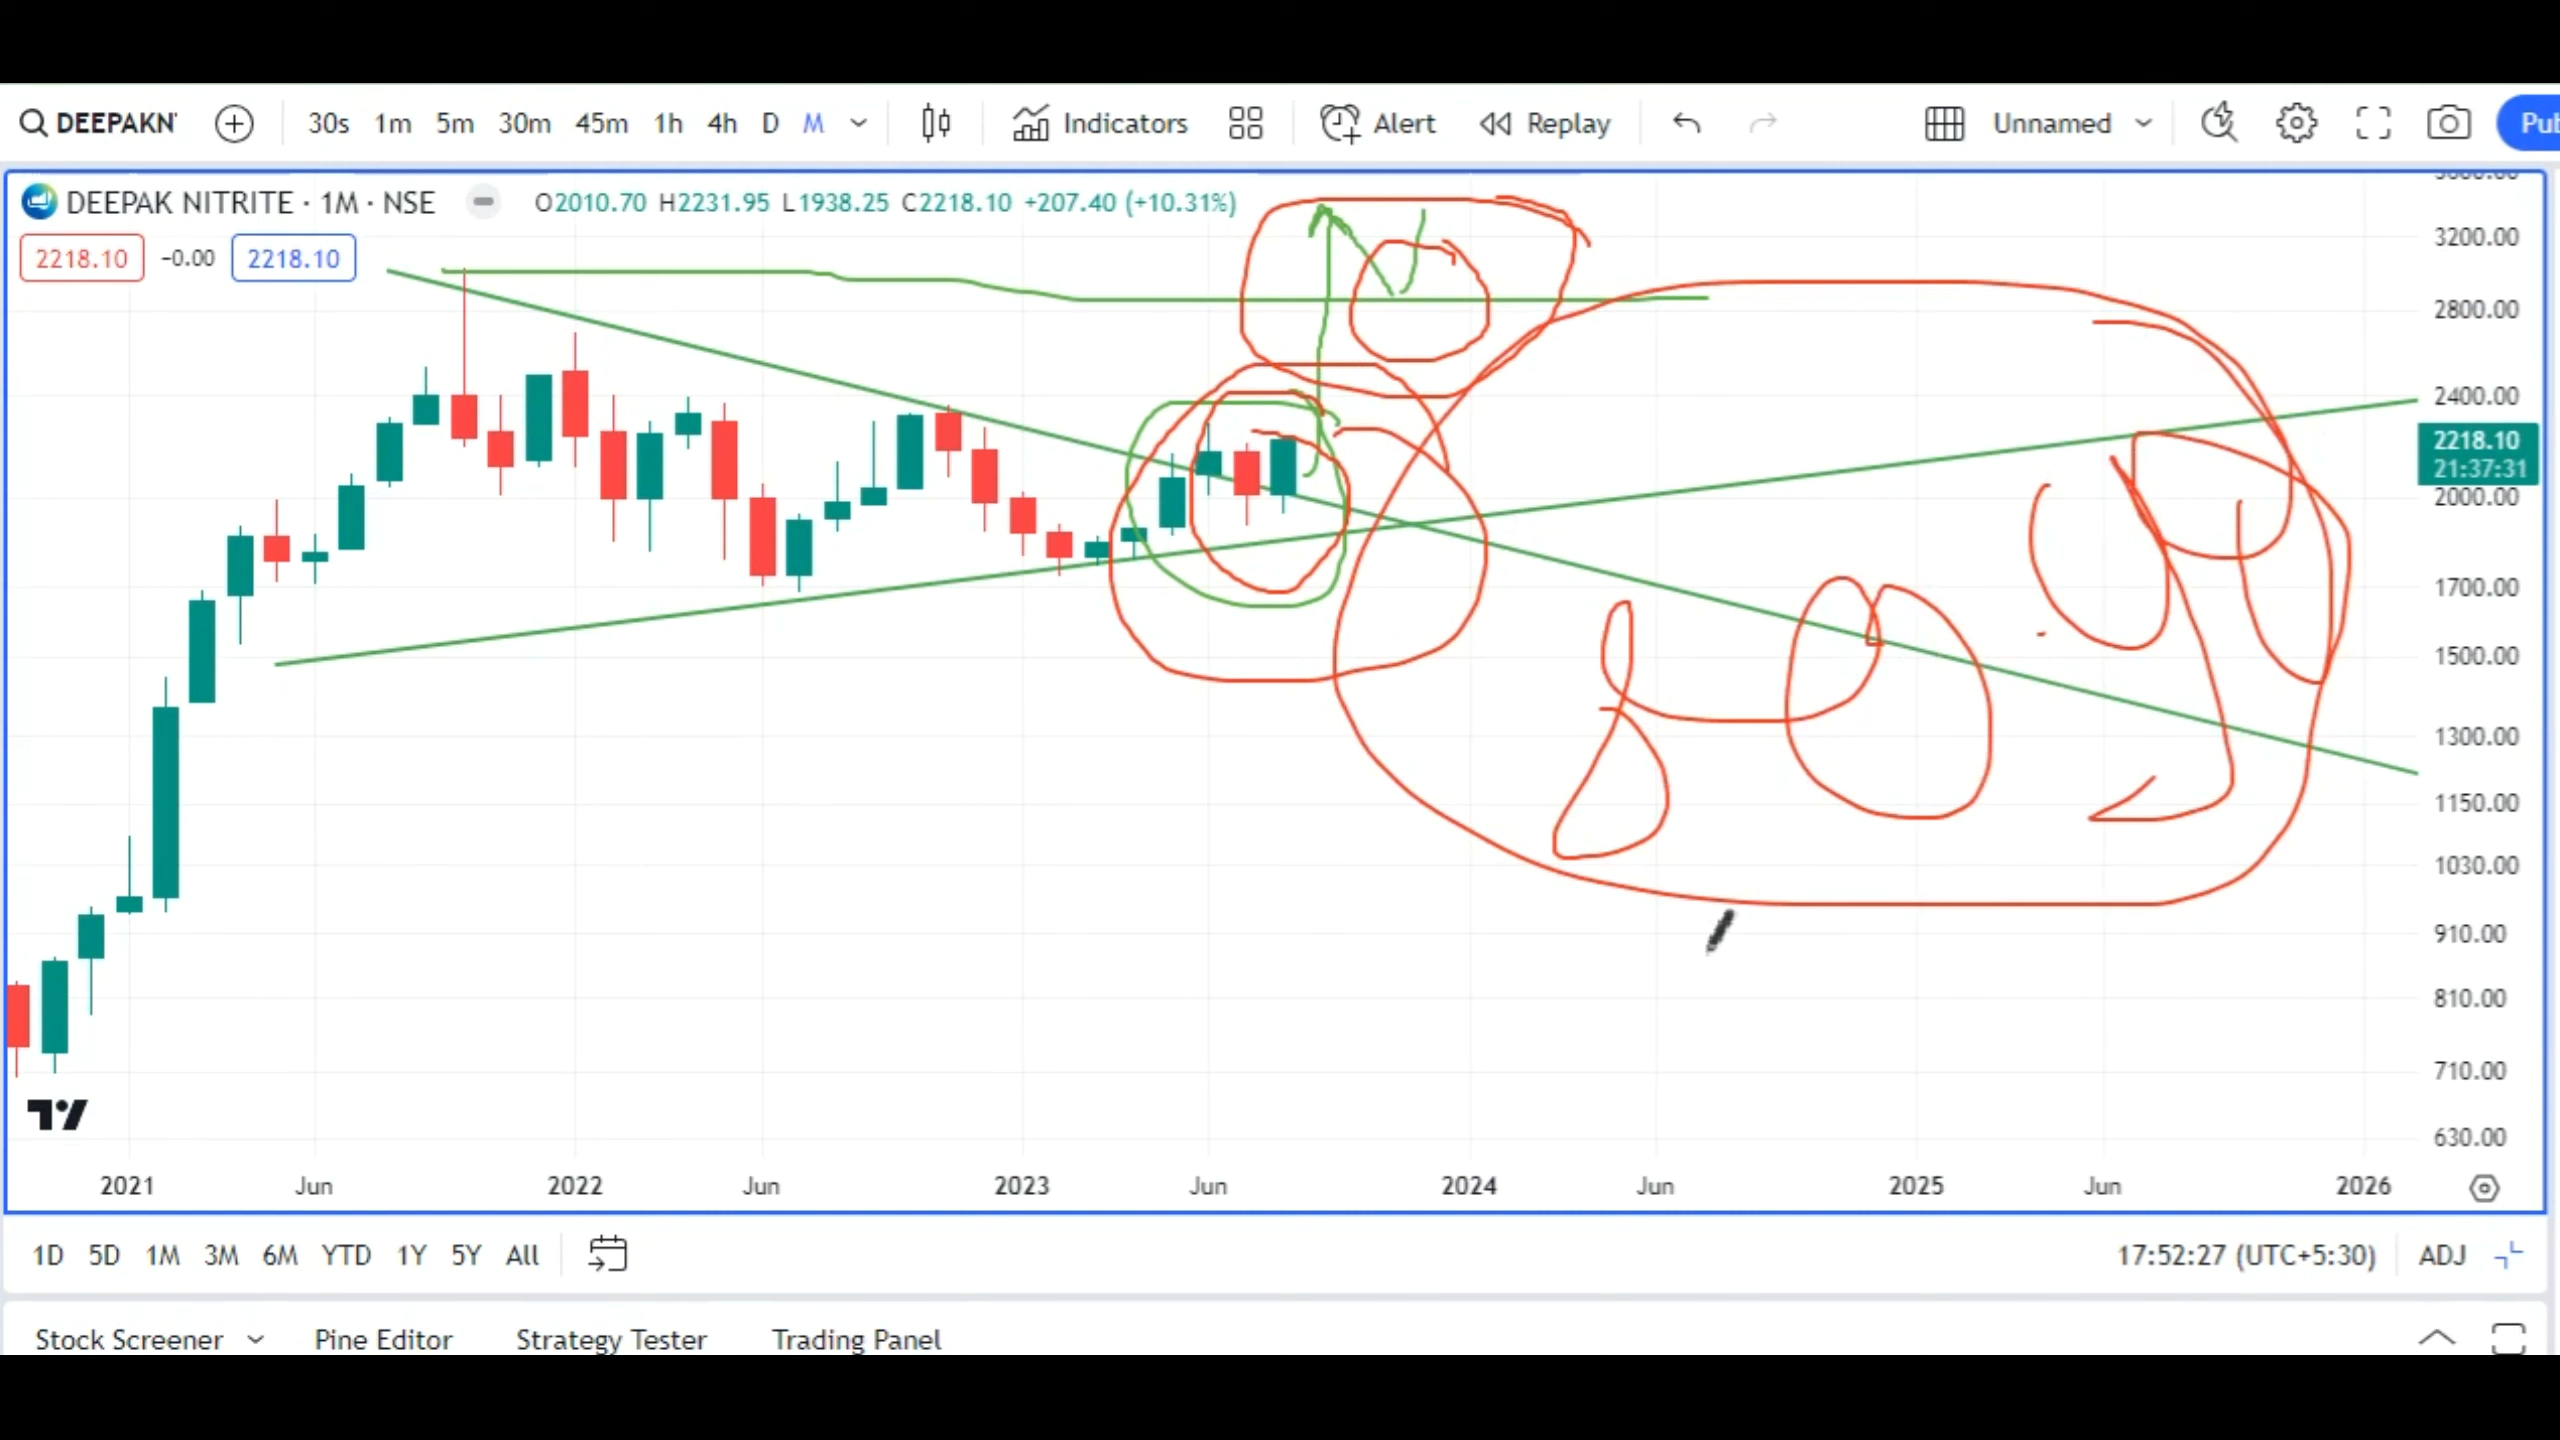 DEEPAKN 30s 1m 5m 30m 45m 1h 4h D M Indicators Alert Replay Unnamed Pub
DEEPAK NITRITE · 1M · NSE O2010.70 H2231.95 L1938.25 C2218.10 +207.40 (+10.31%)
2218.10 −0.00 2218.10
3200.00
2800.00
2400.00
2218.10
21:37:31
2000.00
1700.00
1500.00
1300.00
1150.00
1030.00
910.00
810.00
710.00
630.00
2021 Jun 2022 Jun 2023 Jun 2024 Jun 2025 Jun 2026
1D 5D 1M 3M 6M YTD 1Y 5Y All 17:52:27 (UTC+5:30) ADJ
Stock Screener Pine Editor Strategy Tester Trading Panel